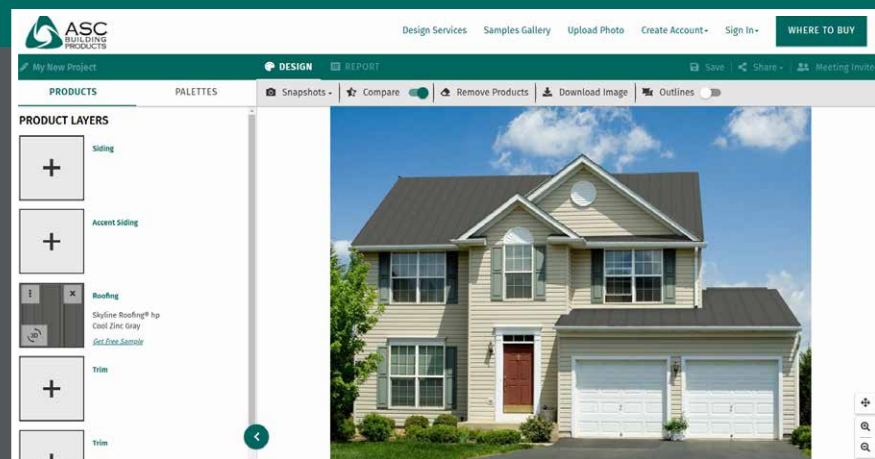 ASC
BUILDING
PRODUCTS
Design Services Samples Gallery Upload Photo Create Account Sign In WHERE TO BUY
My New Project DESIGN REPORT Save Share Meeting Invite
PRODUCTS PALETTES Snapshots Compare Remove Products Download Image Outlines
PRODUCT LAYERS
Siding
Accent Siding
Roofing
Skyline Roofing® hp
Cool Zinc Gray
Get Free Sample
3D
Trim
Trim